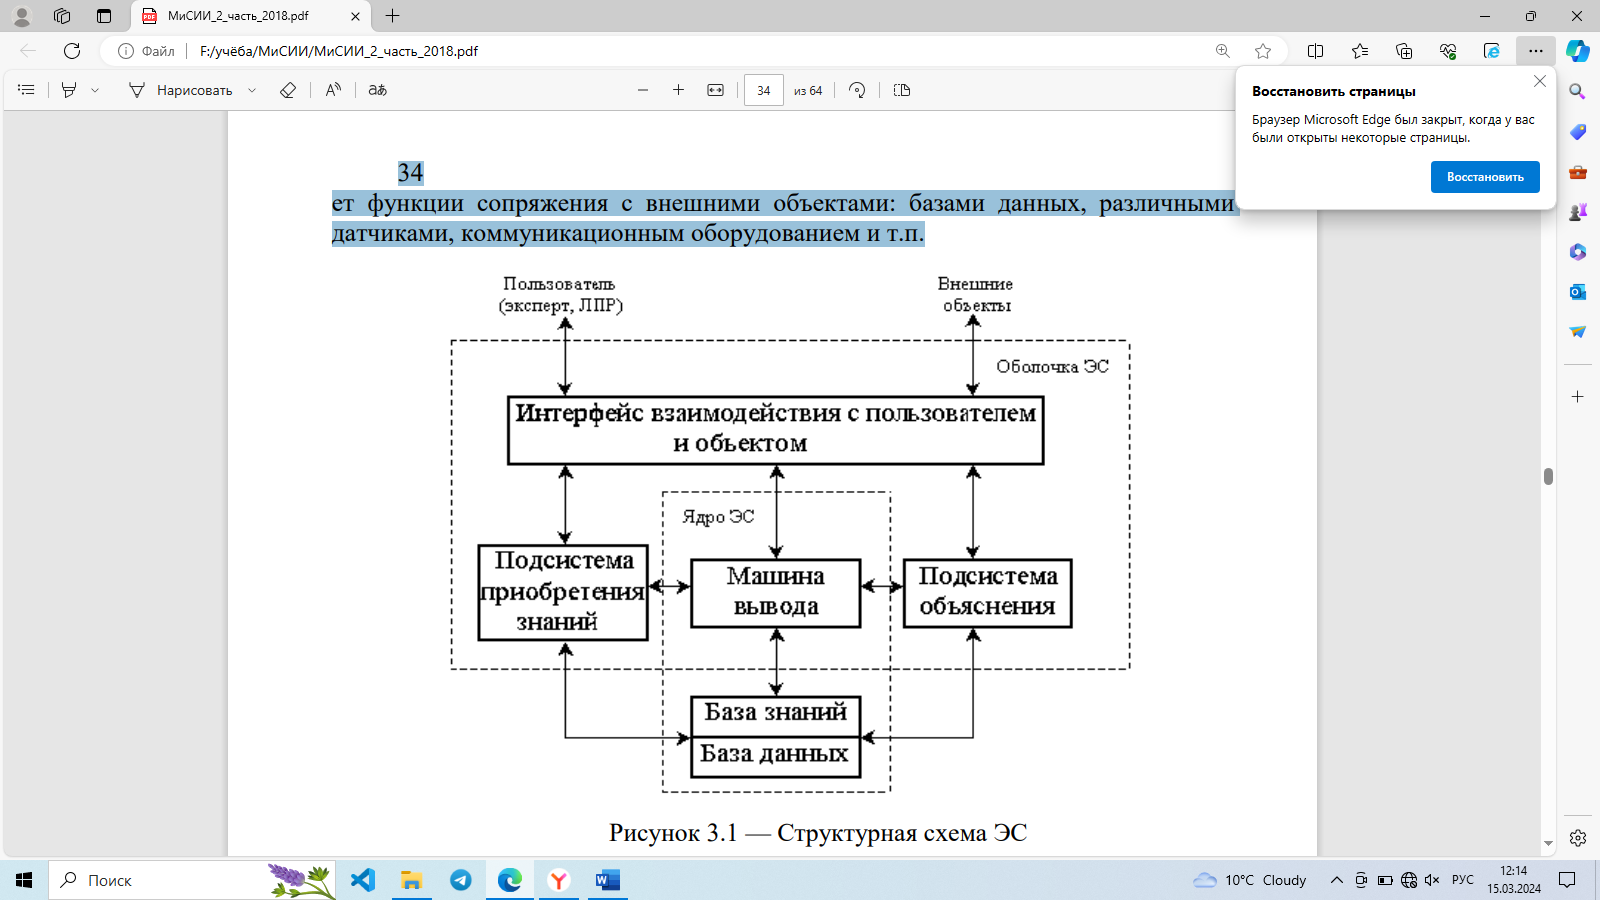 МиСИИ_2_часть_2018.pdf
Файл
F:/учёба/МиСИИ/МиСИИ_2_часть_2018.pdf
Нарисовать
aあ
34
из 64
Восстановить страницы
Браузер Microsoft Edge был закрыт, когда у вас
были открыты некоторые страницы.
Восстановить
34
ет функции сопряжения с внешними объектами: базами данных, различными
датчиками, коммуникационным оборудованием и т.п.
Пользователь
(эксперт, ЛПР)
Внешние
объекты
Оболочка ЭС
Интерфейс взаимодействия с пользователем
и объектом
Ядро ЭС
Подсистема
приобретения
знаний
Машина
вывода
Подсистема
объяснения
База знаний
База данных
Рисунок 3.1 — Структурная схема ЭС
Поиск
10°C Cloudy
РУС
12:14
15.03.2024